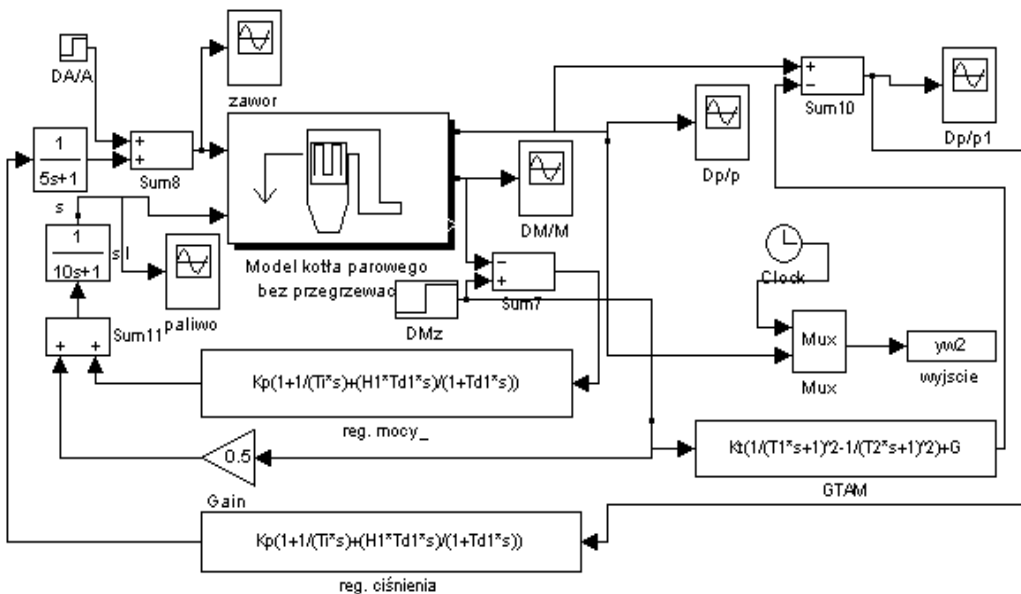 DA/A
zawor
+
+
Sum8
1
5s+1
s
1
10s+1
s l
paliwo
Model kotła parowego
bez przegrzewac
DM/M
Dp/p
+
−
Sum10
Dp/p1
−
+
Sum7
DMz
Clock
Mux
Mux
yw2
wyjscie
+ +
Sum11
Kp(1+1/(Ti*s)+(H1*Td1*s)/(1+Td1*s))
reg. mocy_
0.5
Gain
Kt(1/(T1*s+1)^2-1/(T2*s+1)^2)+G
GTAM
Kp(1+1/(Ti*s)+(H1*Td1*s)/(1+Td1*s))
reg. ciśnienia